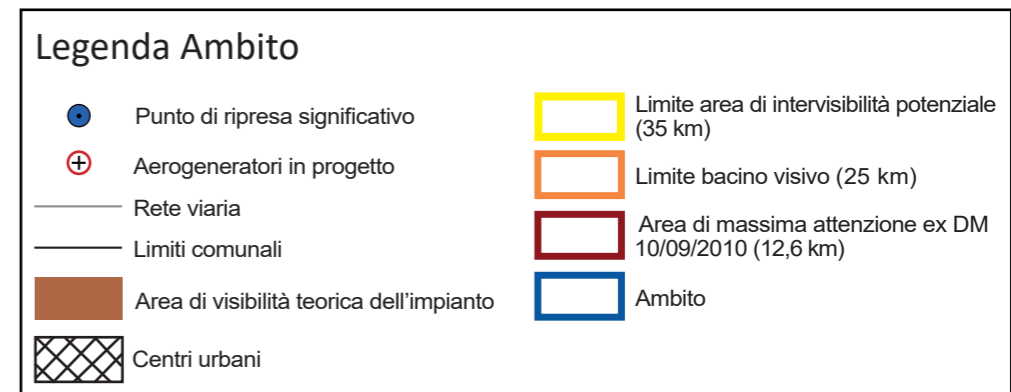 Legenda Ambito
Punto di ripresa significativo
Aerogeneratori in progetto
Rete viaria
Limiti comunali
Area di visibilità teorica dell'impianto
Centri urbani
Limite area di intervisibilità potenziale
(35 km)
Limite bacino visivo (25 km)
Area di massima attenzione ex DM
10/09/2010 (12,6 km)
Ambito